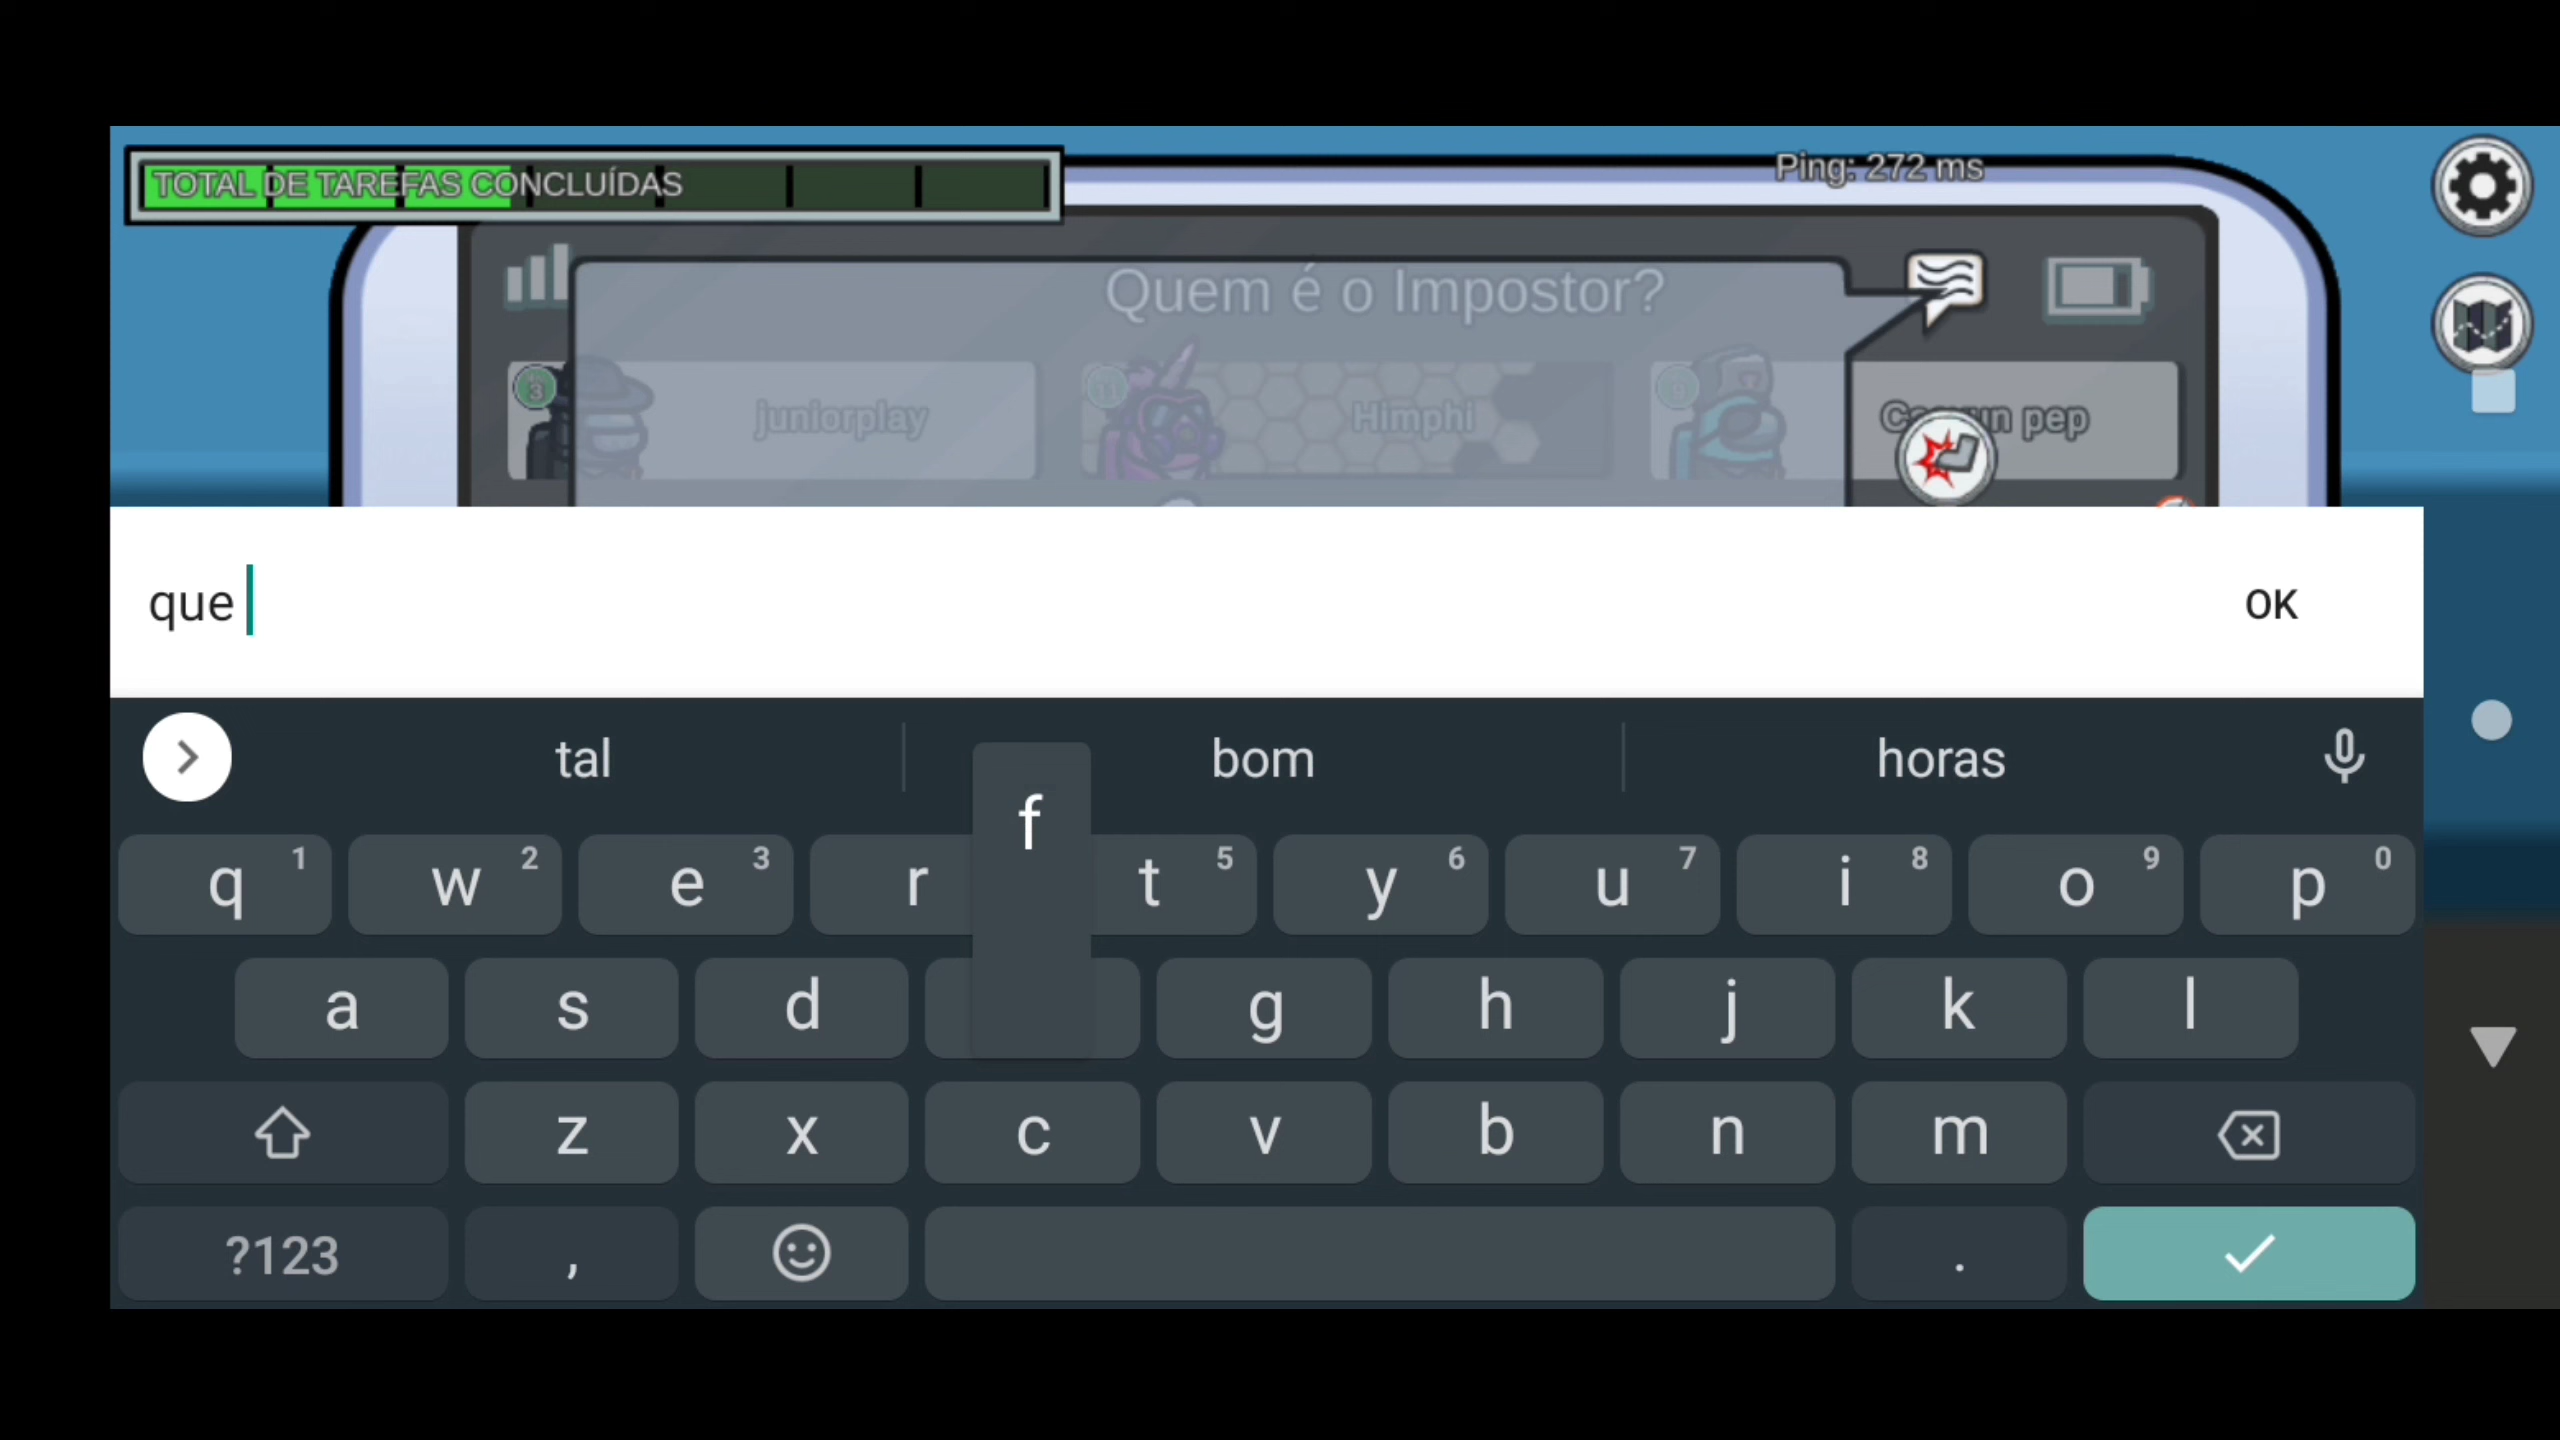 TOTAL DE TAREFAS CONCLUÍDAS
Ping: 272 ms
Quem é o Impostor?
3 juniorplay
Himphi
pep
que
OK
tal bom horas
f
q 1 w 2 e 3 r t 5 y 6 u 7 i 8 o 9 p 0
a s d g h j k l
z x c v b n m
?123 , .